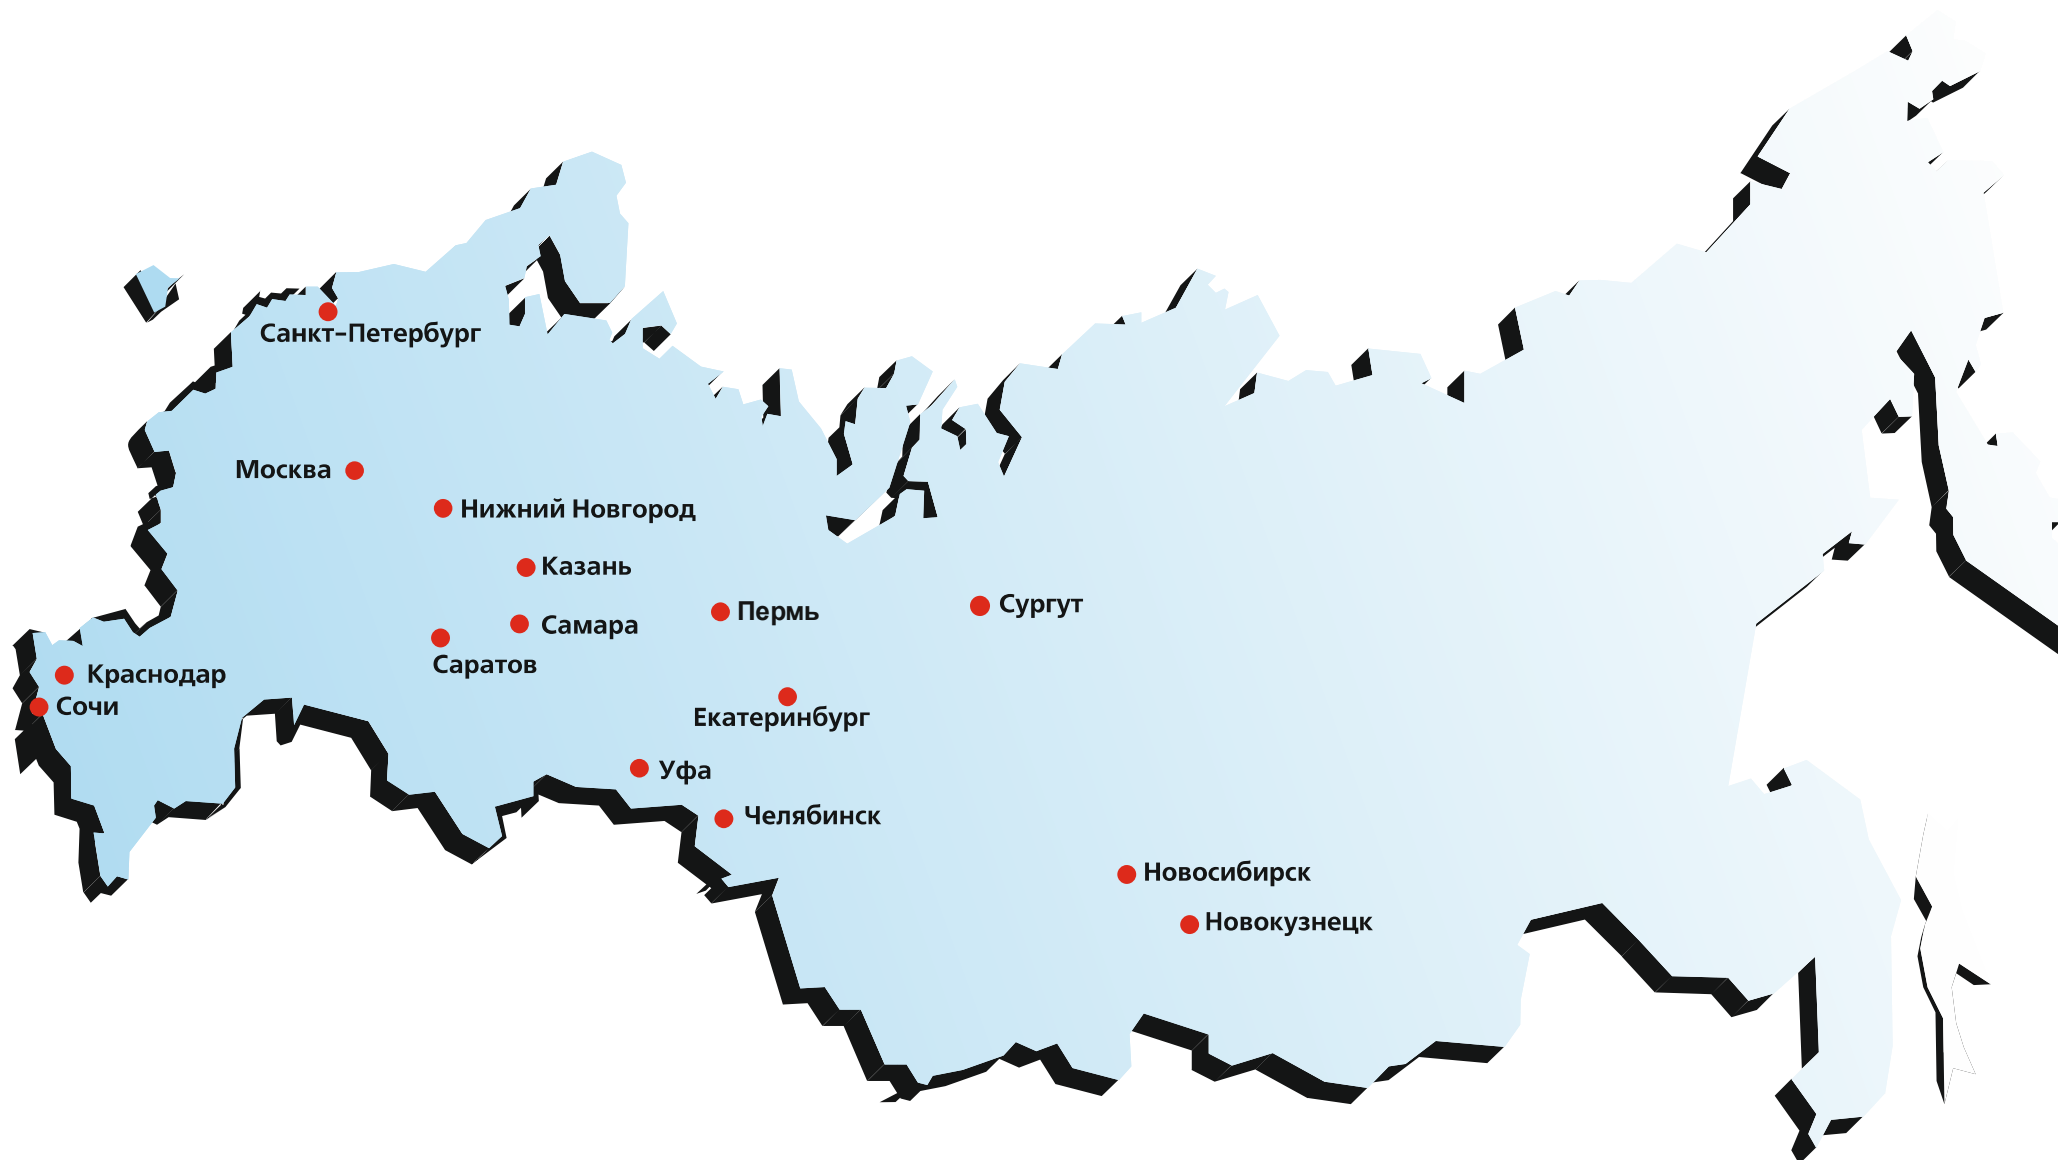 Санкт-Петербург
Москва
Нижний Новгород
Казань
Сургут
Пермь
Самара
Саратов
Краснодар
Сочи
Екатеринбург
Уфа
Челябинск
Новосибирск
Новокузнецк